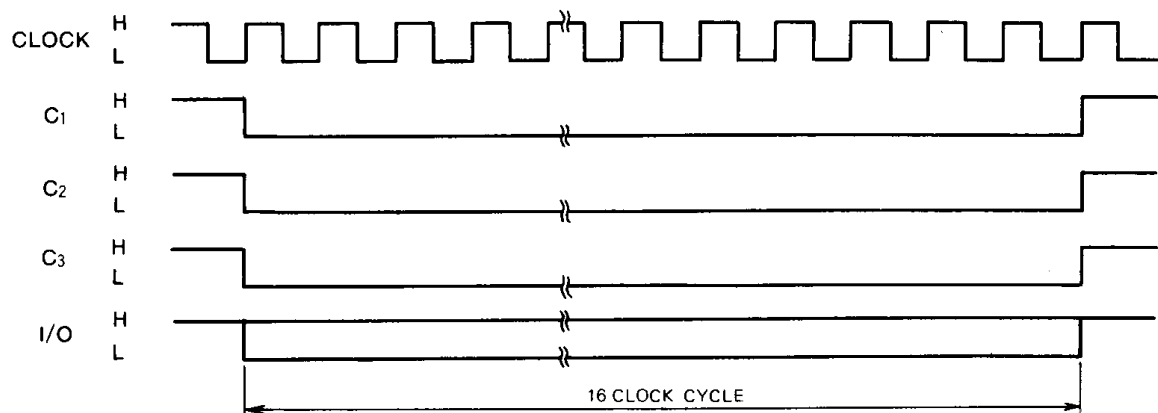 CLOCK H
L
C1 H
L
C2 H
L
C3 H
L
I/O H
L
16 CLOCK CYCLE